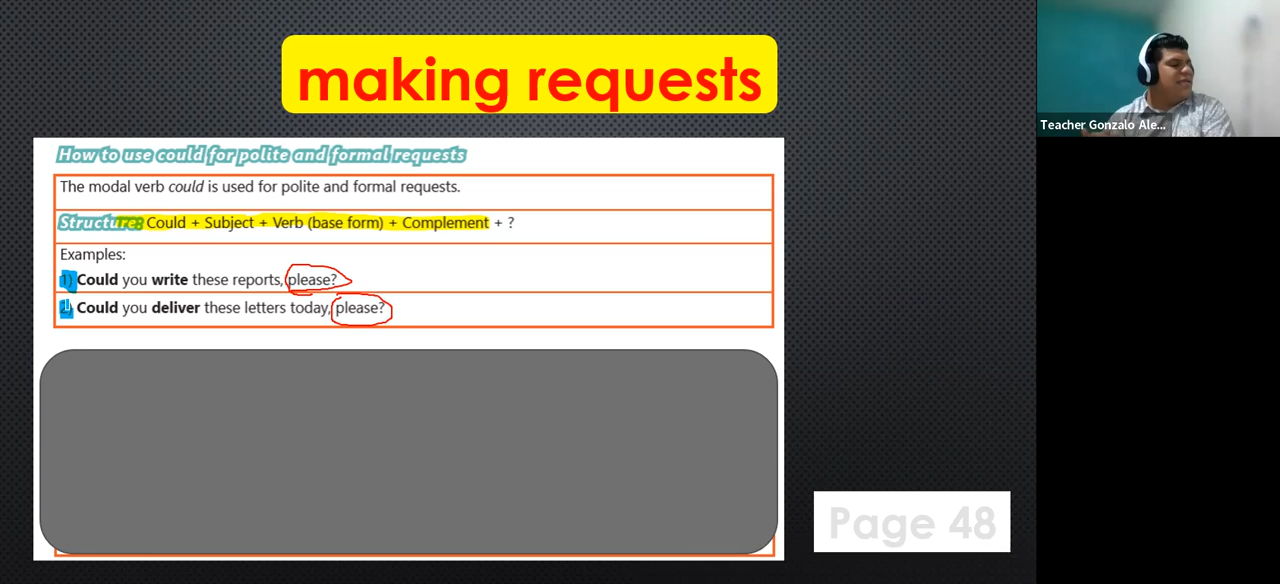 making requests
Teacher Gonzalo Ale...
How to use could for polite and formal requests
The modal verb could is used for polite and formal requests.
Structure: Could + Subject + Verb (base form) + Complement + ?
Examples:
1) Could you write these reports, please?
2) Could you deliver these letters today, please?
Page 48